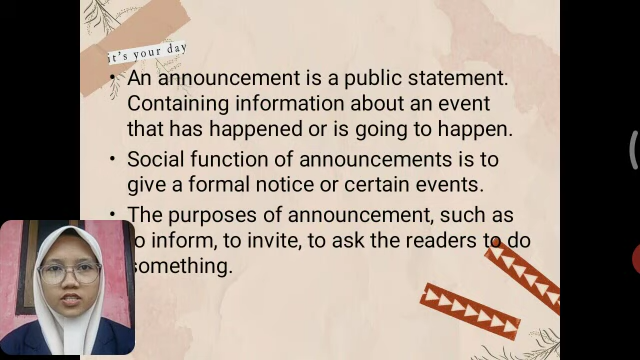 it's your day
• An announcement is a public statement.
Containing information about an event
that has happened or is going to happen.
• Social function of announcements is to
give a formal notice or certain events.
• The purposes of announcement, such as
to inform, to invite, to ask the readers to do
something.